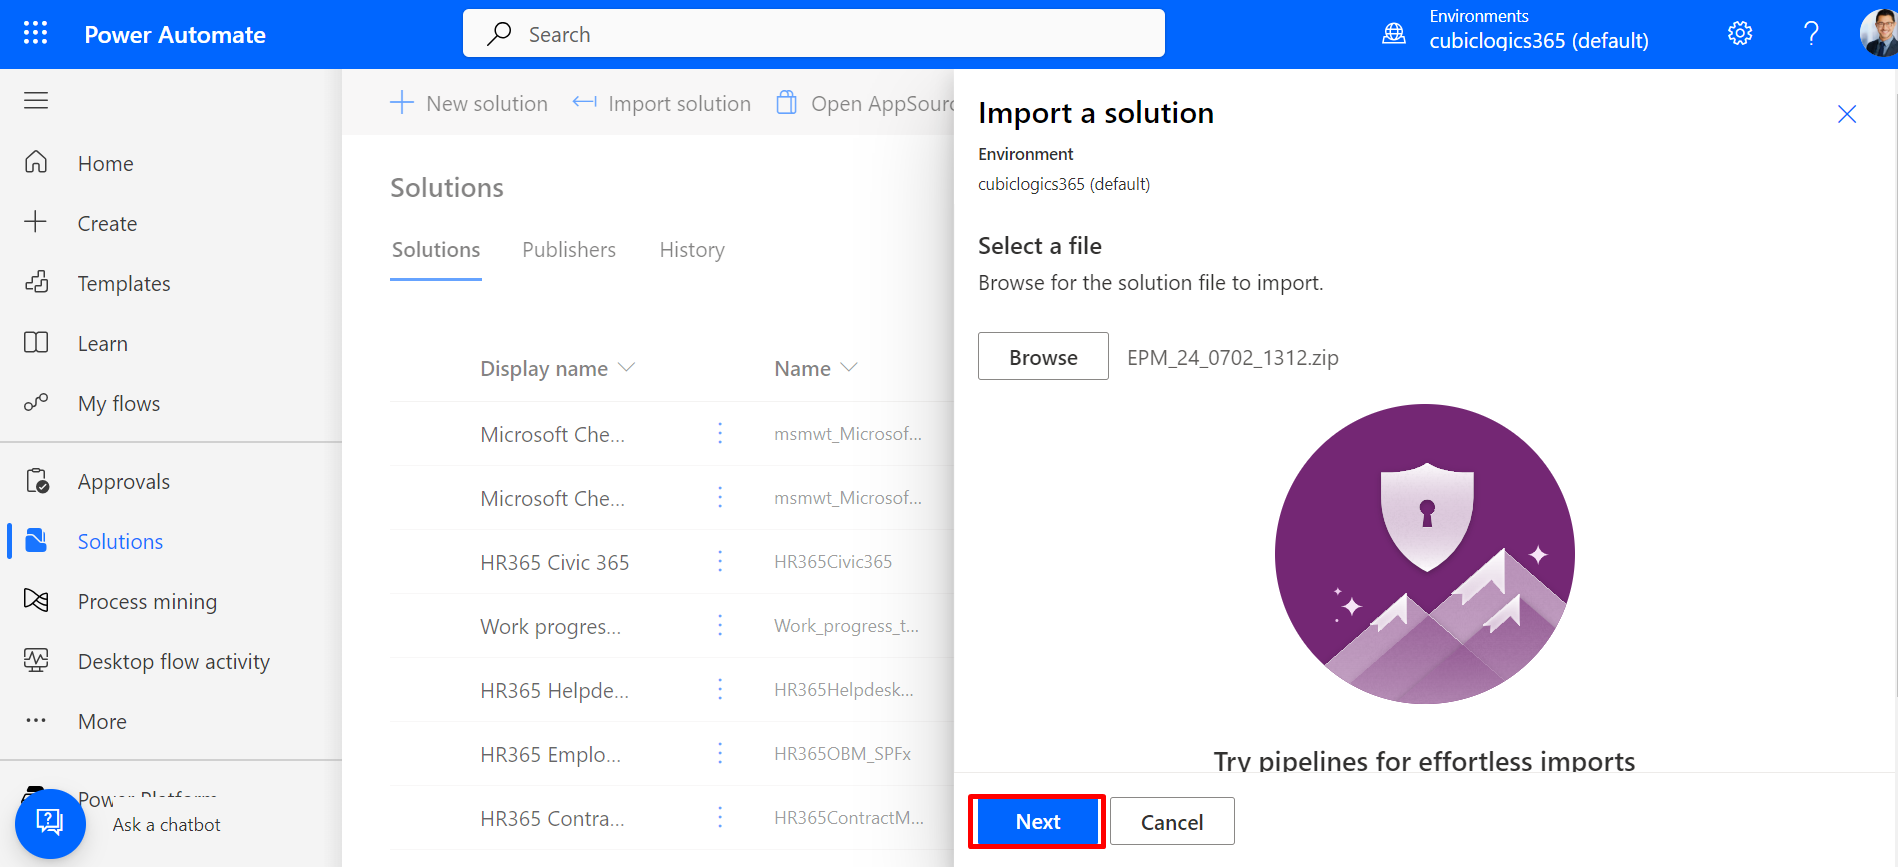 Power Automate
Search
Environments
cubiclogics365 (default)
Home
Create
Templates
Learn
My flows
Approvals
Solutions
Process mining
Desktop flow activity
More
Ask a chatbot
New solution
Import solution
Open AppSourc
Solutions
Solutions
Publishers
History
Display name
Name
Microsoft Che...
msmwt_Microsof...
Microsoft Che...
msmwt_Microsof...
HR365 Civic 365
HR365Civic365
Work progres...
Work_progress_t...
HR365 Helpde...
HR365Helpdesk...
HR365 Emplo...
HR365OBM_SPFx
HR365 Contra...
HR365ContractM...
Import a solution
Environment
cubiclogics365 (default)
Select a file
Browse for the solution file to import.
Browse
EPM_24_0702_1312.zip
Try pipelines for effortless imports
Next
Cancel